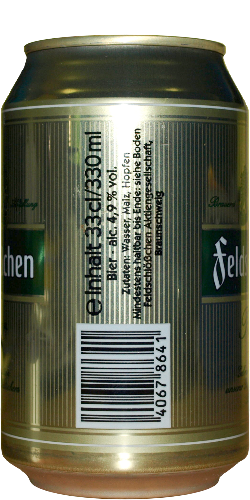 ℮ Inhalt 33cl/330ml
Bier - alc. 4,9 % vol.
Zutaten: Wasser, Malz, Hopfen
Mindestens haltbar bis Ende: siehe Boden
Feldschlößchen Aktiengesellschaft,
Braunschweig
4067 8641
chen
Feld